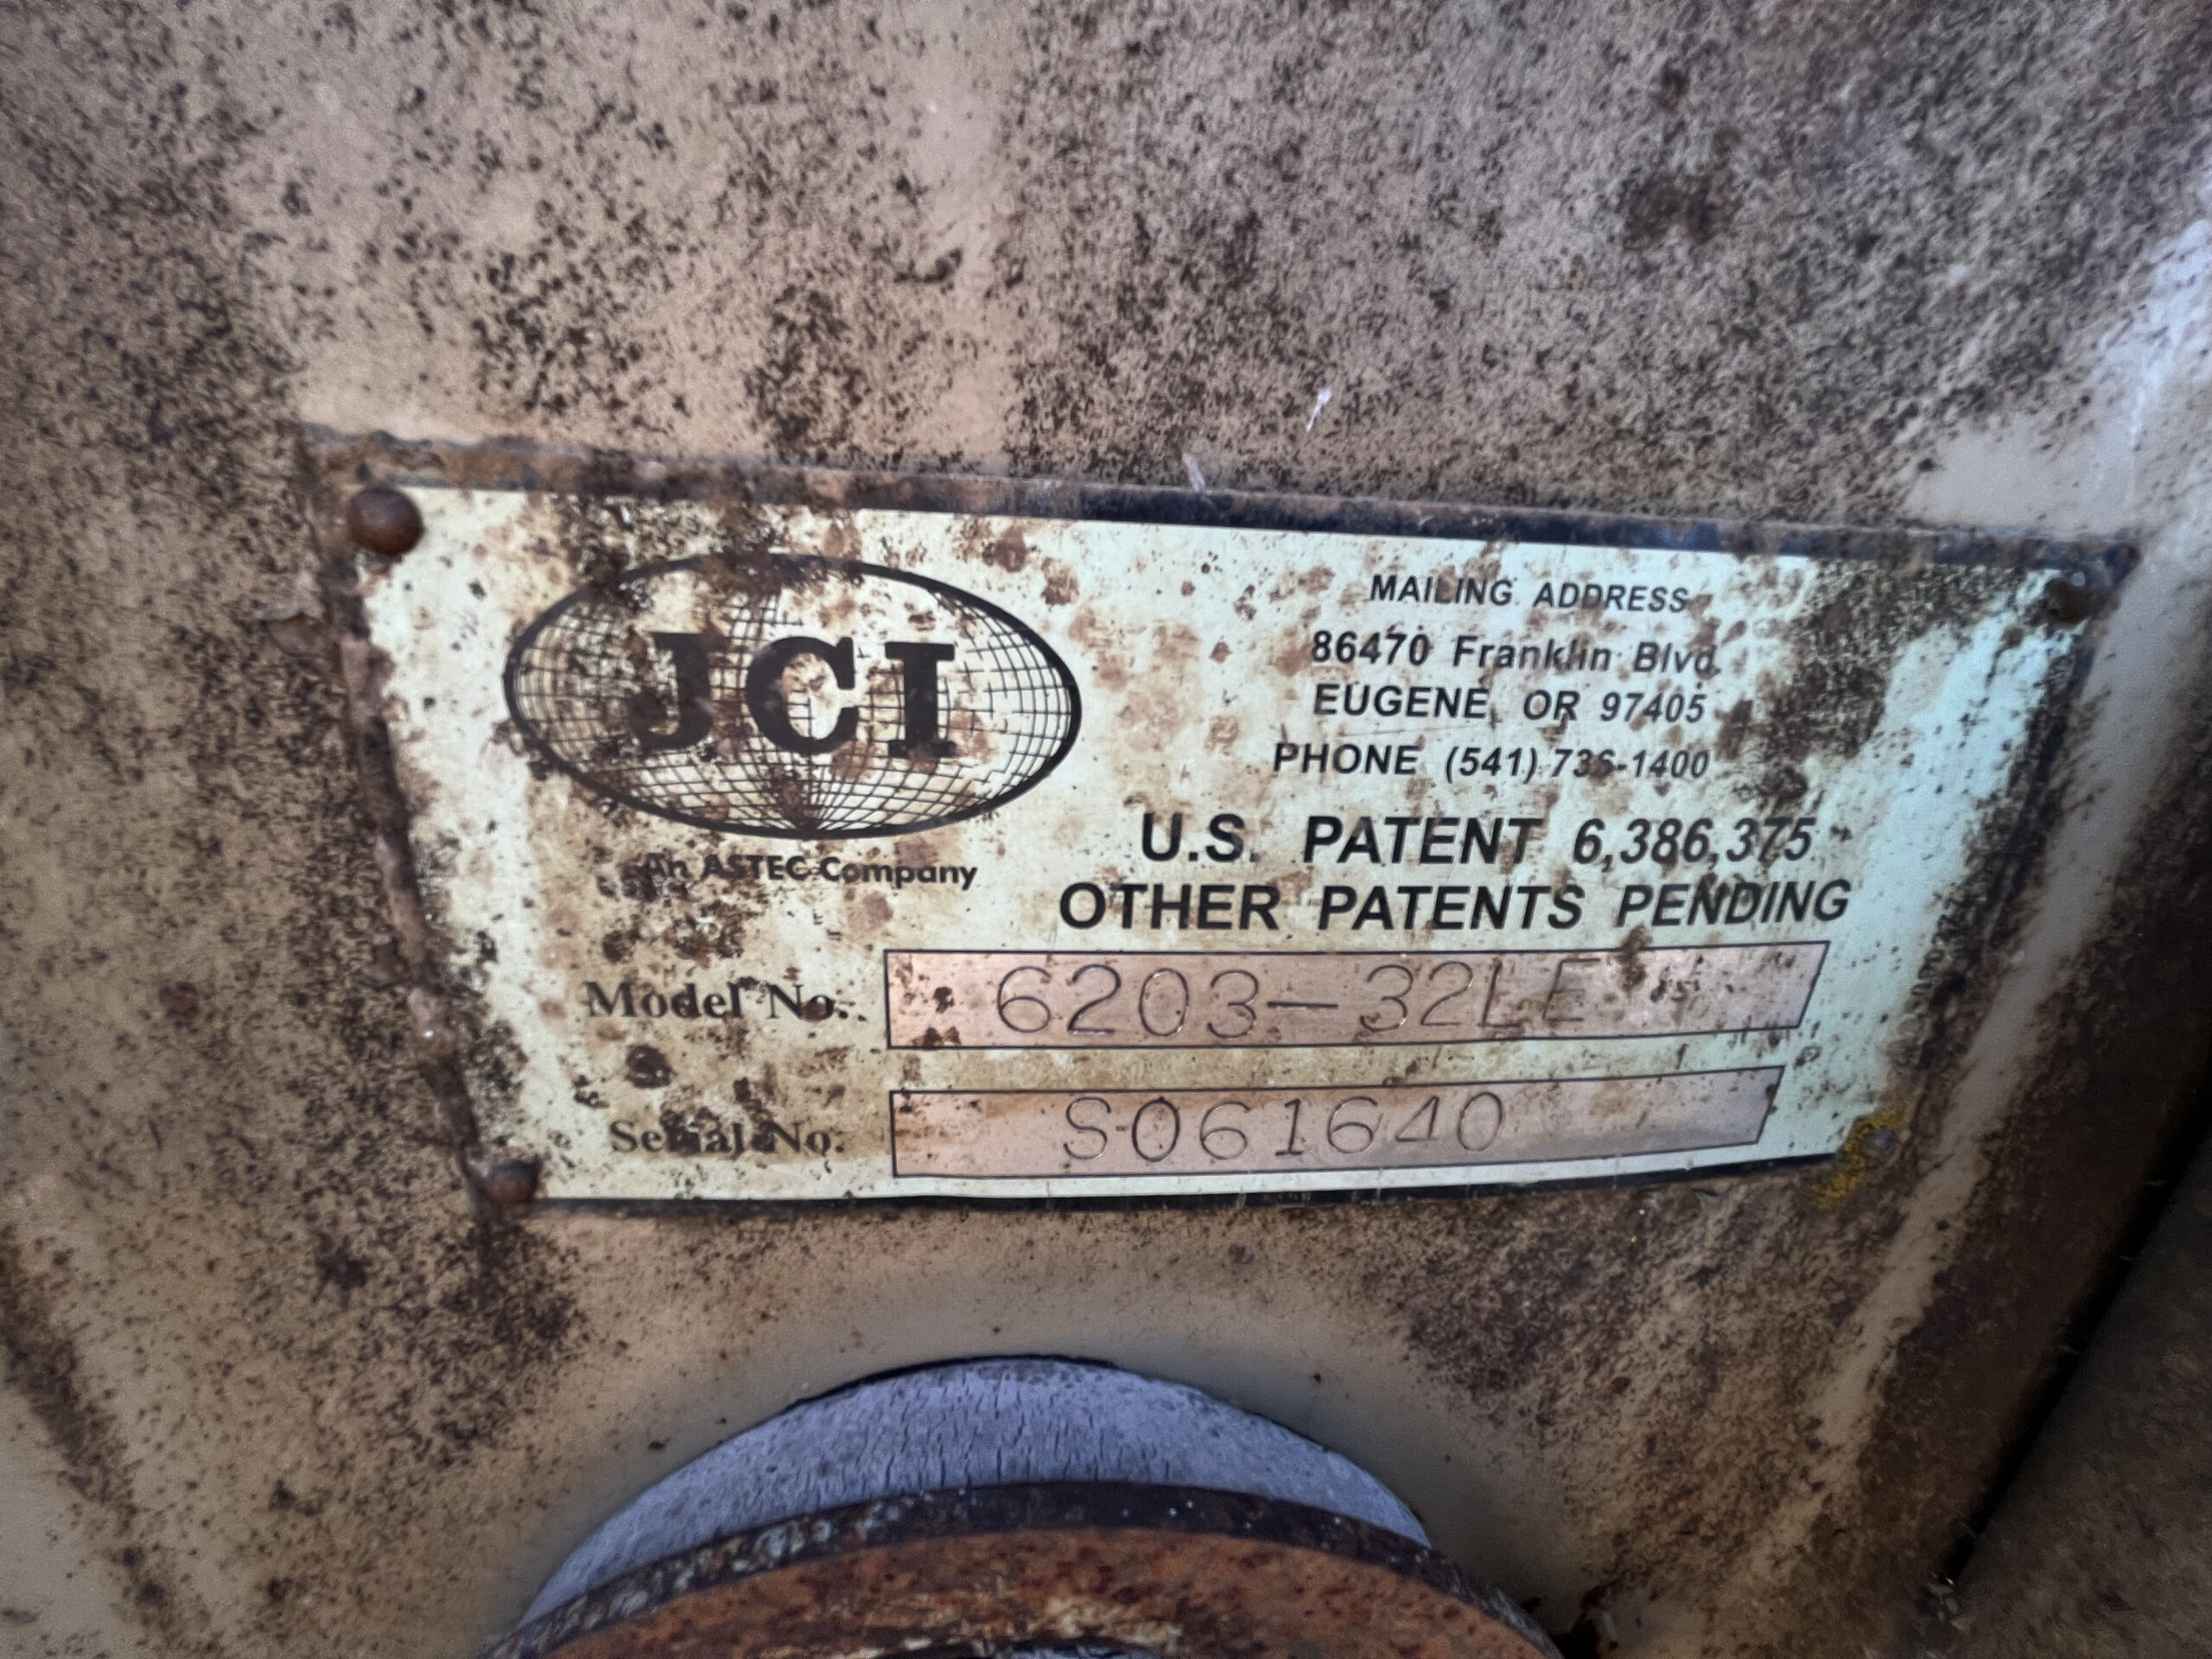 JCI
An ASTEC Company
MAILING ADDRESS
86470 Franklin Blvd.
EUGENE, OR 97405
PHONE (541) 736-1400
U.S. PATENT 6,386,375
OTHER PATENTS PENDING
Model No. 6203-32LE
Serial No. S061640